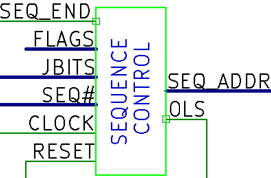 SEQ_END
FLAGS
JBITS
SEQ#
CLOCK
RESET
SEQUENCE
CONTROL
SEQ_ADDR
OLS